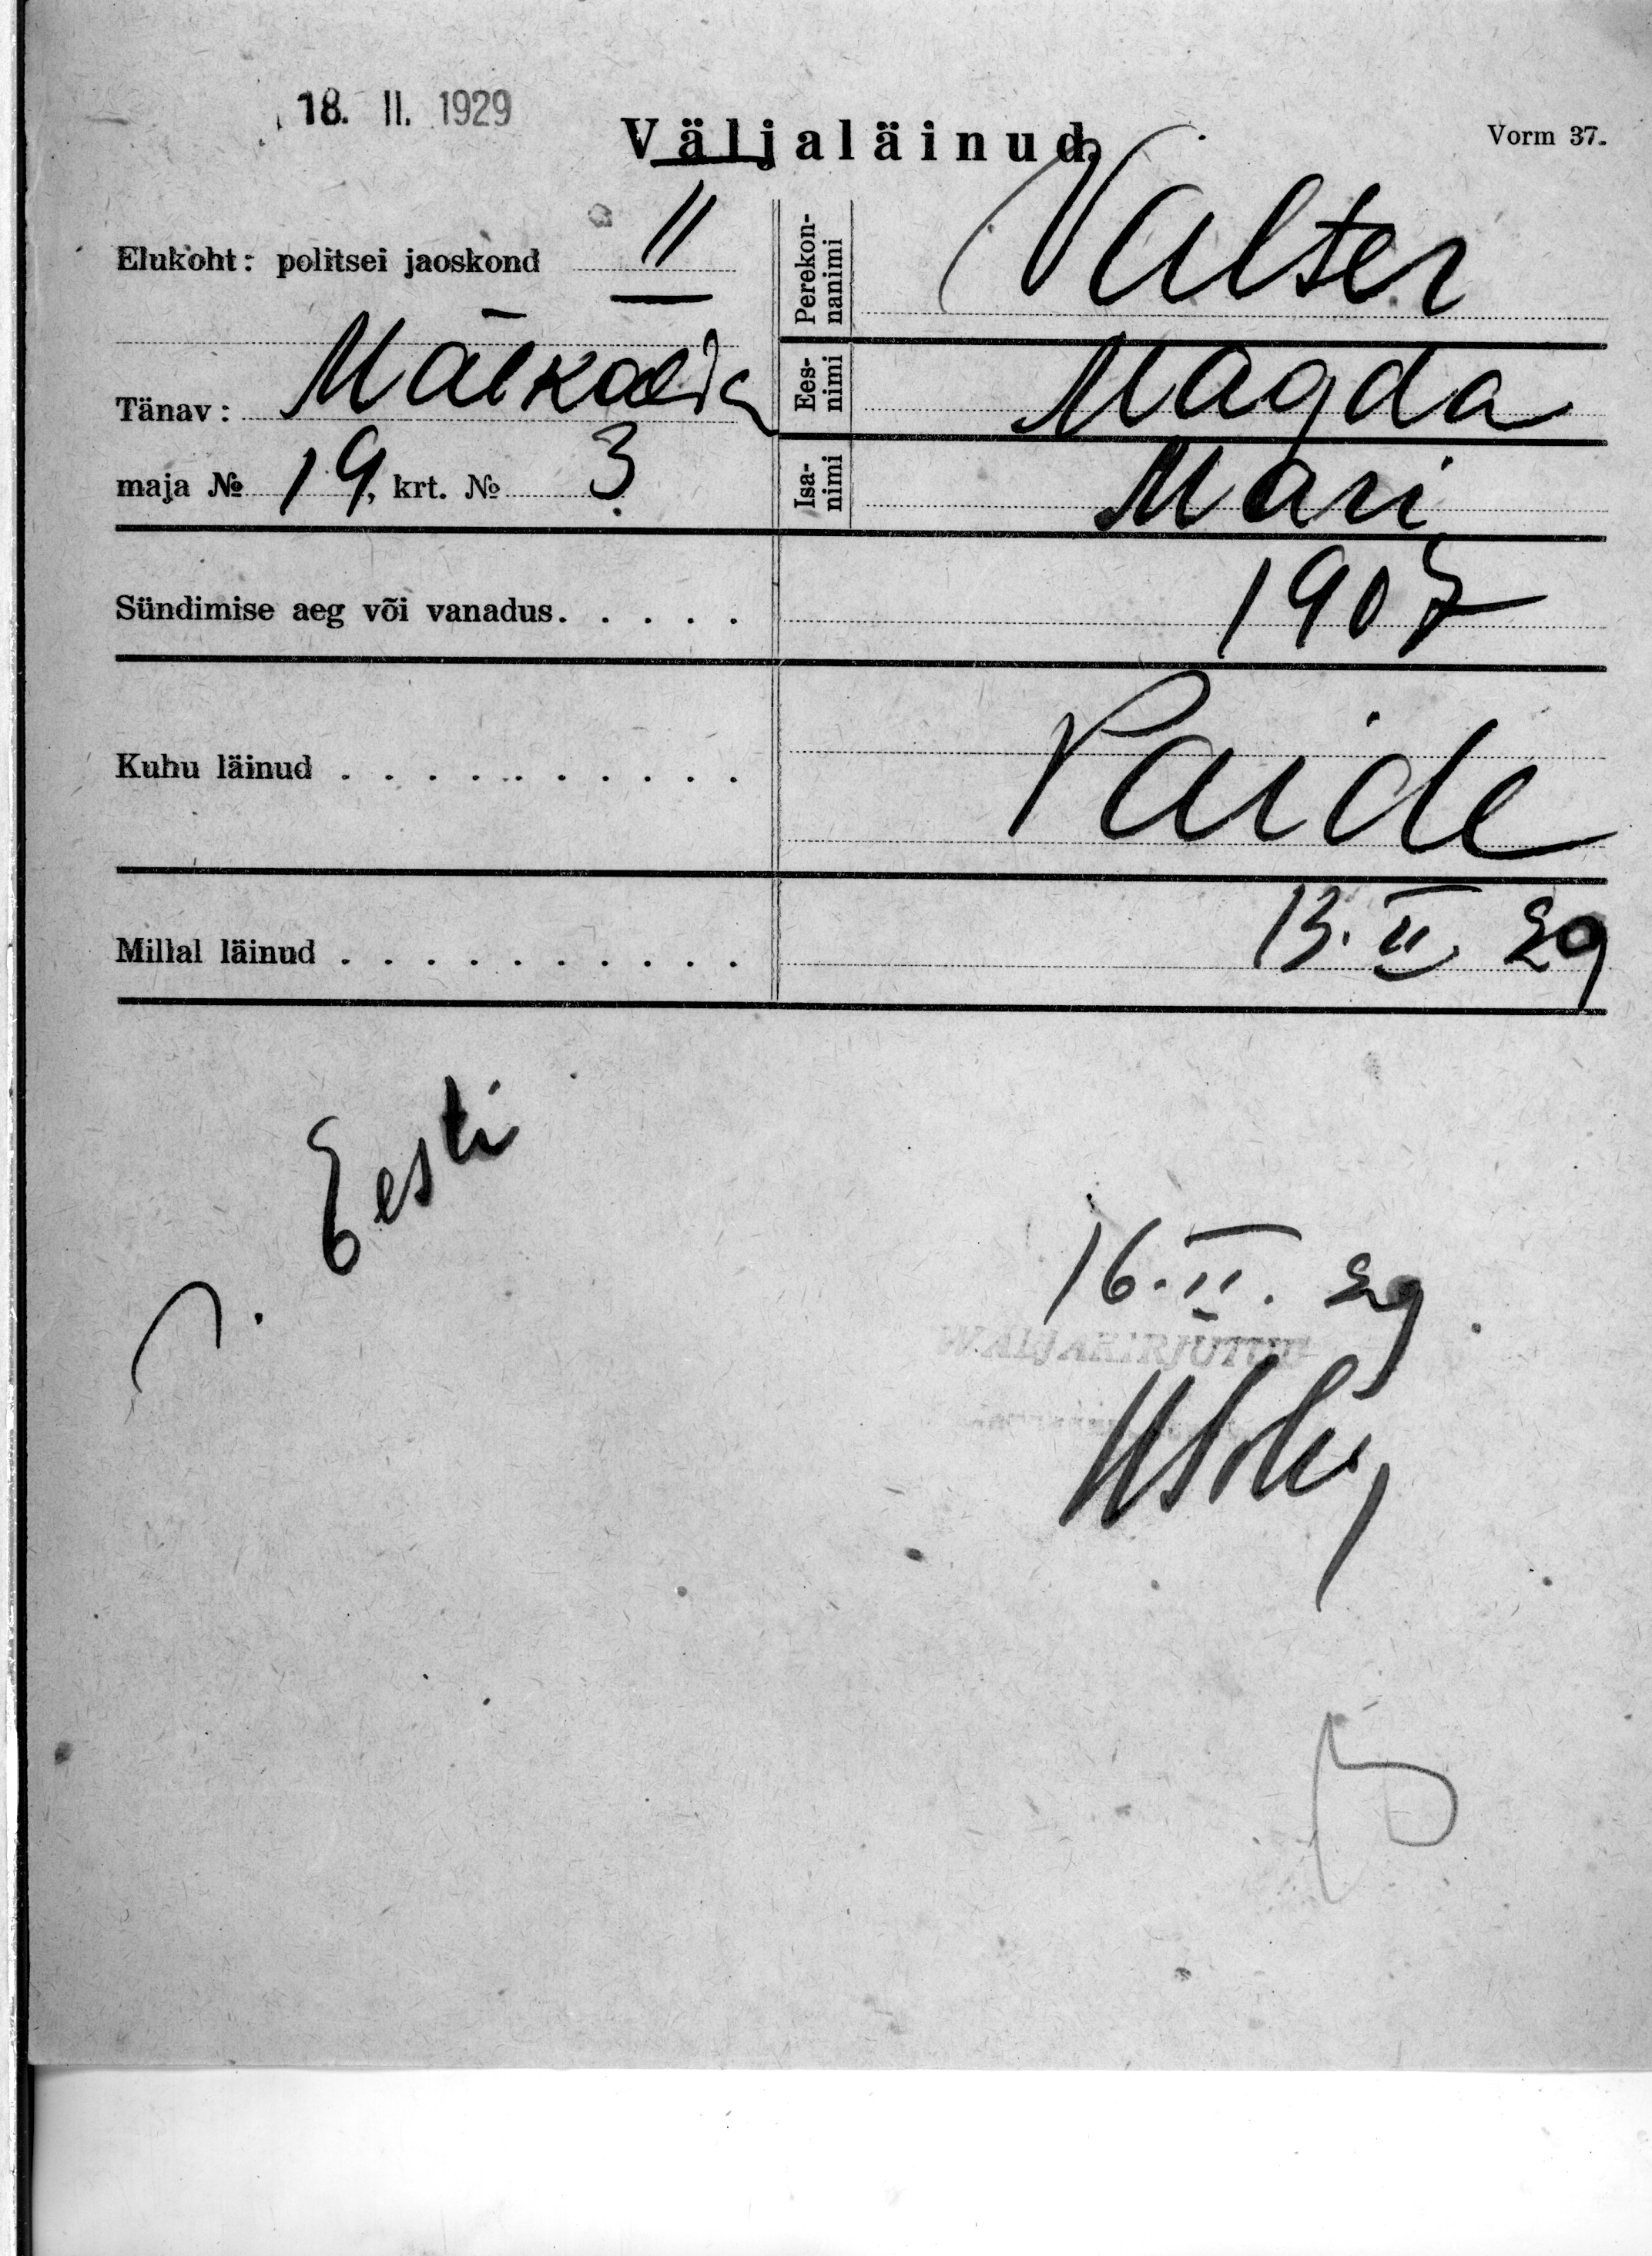 18. II. 1929
Väljaläinud.
Vorm 37.
Elukoht: politsei jaoskond II
Tänav:
maja № 19, krt. № 3
Perekonnanimi Valter
Eesnimi Magda
Isanimi Mari
Sündimise aeg või vanadus. . . . . 1907
Kuhu läinud . . . . . . . . . . Paide
Millal läinud . . . . . . . . . . 13. II. 29
Eesti
16. II. 29.
WÄLJAKIRJUTUD